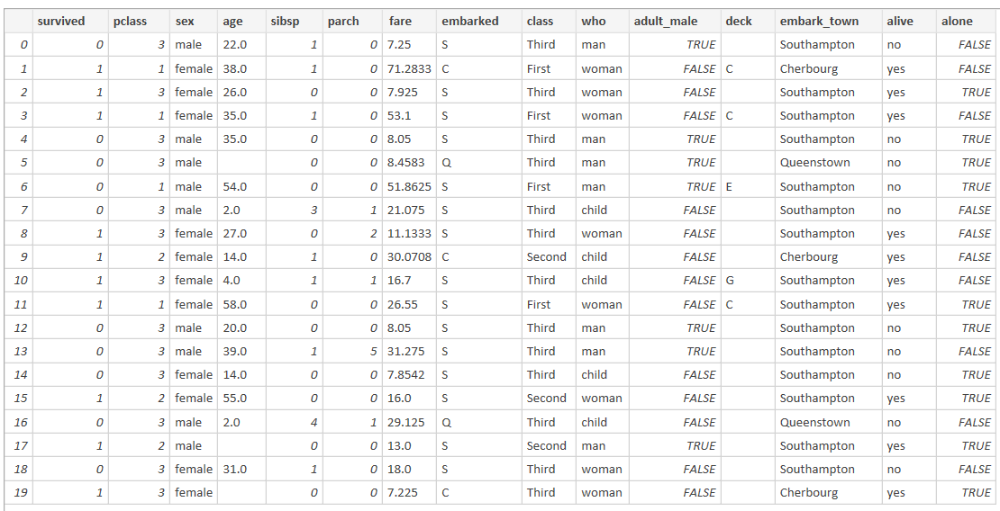 survived pclass sex age sibsp parch fare embarked class who adult_male deck embark_town alive alone
0 0 3 male 22.0 1 0 7.25 S Third man TRUE Southampton no FALSE
1 1 1 female 38.0 1 0 71.2833 C First woman FALSE C Cherbourg yes FALSE
2 1 3 female 26.0 0 0 7.925 S Third woman FALSE Southampton yes TRUE
3 1 1 female 35.0 1 0 53.1 S First woman FALSE C Southampton yes FALSE
4 0 3 male 35.0 0 0 8.05 S Third man TRUE Southampton no TRUE
5 0 3 male 0 0 8.4583 Q Third man TRUE Queenstown no TRUE
6 0 1 male 54.0 0 0 51.8625 S First man TRUE E Southampton no TRUE
7 0 3 male 2.0 3 1 21.075 S Third child FALSE Southampton no FALSE
8 1 3 female 27.0 0 2 11.1333 S Third woman FALSE Southampton yes FALSE
9 1 2 female 14.0 1 0 30.0708 C Second child FALSE Cherbourg yes FALSE
10 1 3 female 4.0 1 1 16.7 S Third child FALSE G Southampton yes FALSE
11 1 1 female 58.0 0 0 26.55 S First woman FALSE C Southampton yes TRUE
12 0 3 male 20.0 0 0 8.05 S Third man TRUE Southampton no TRUE
13 0 3 male 39.0 1 5 31.275 S Third man TRUE Southampton no FALSE
14 0 3 female 14.0 0 0 7.8542 S Third child FALSE Southampton no TRUE
15 1 2 female 55.0 0 0 16.0 S Second woman FALSE Southampton yes TRUE
16 0 3 male 2.0 4 1 29.125 Q Third child FALSE Queenstown no FALSE
17 1 2 male 0 0 13.0 S Second man TRUE Southampton yes TRUE
18 0 3 female 31.0 1 0 18.0 S Third woman FALSE Southampton no FALSE
19 1 3 female 0 0 7.225 C Third woman FALSE Cherbourg yes TRUE